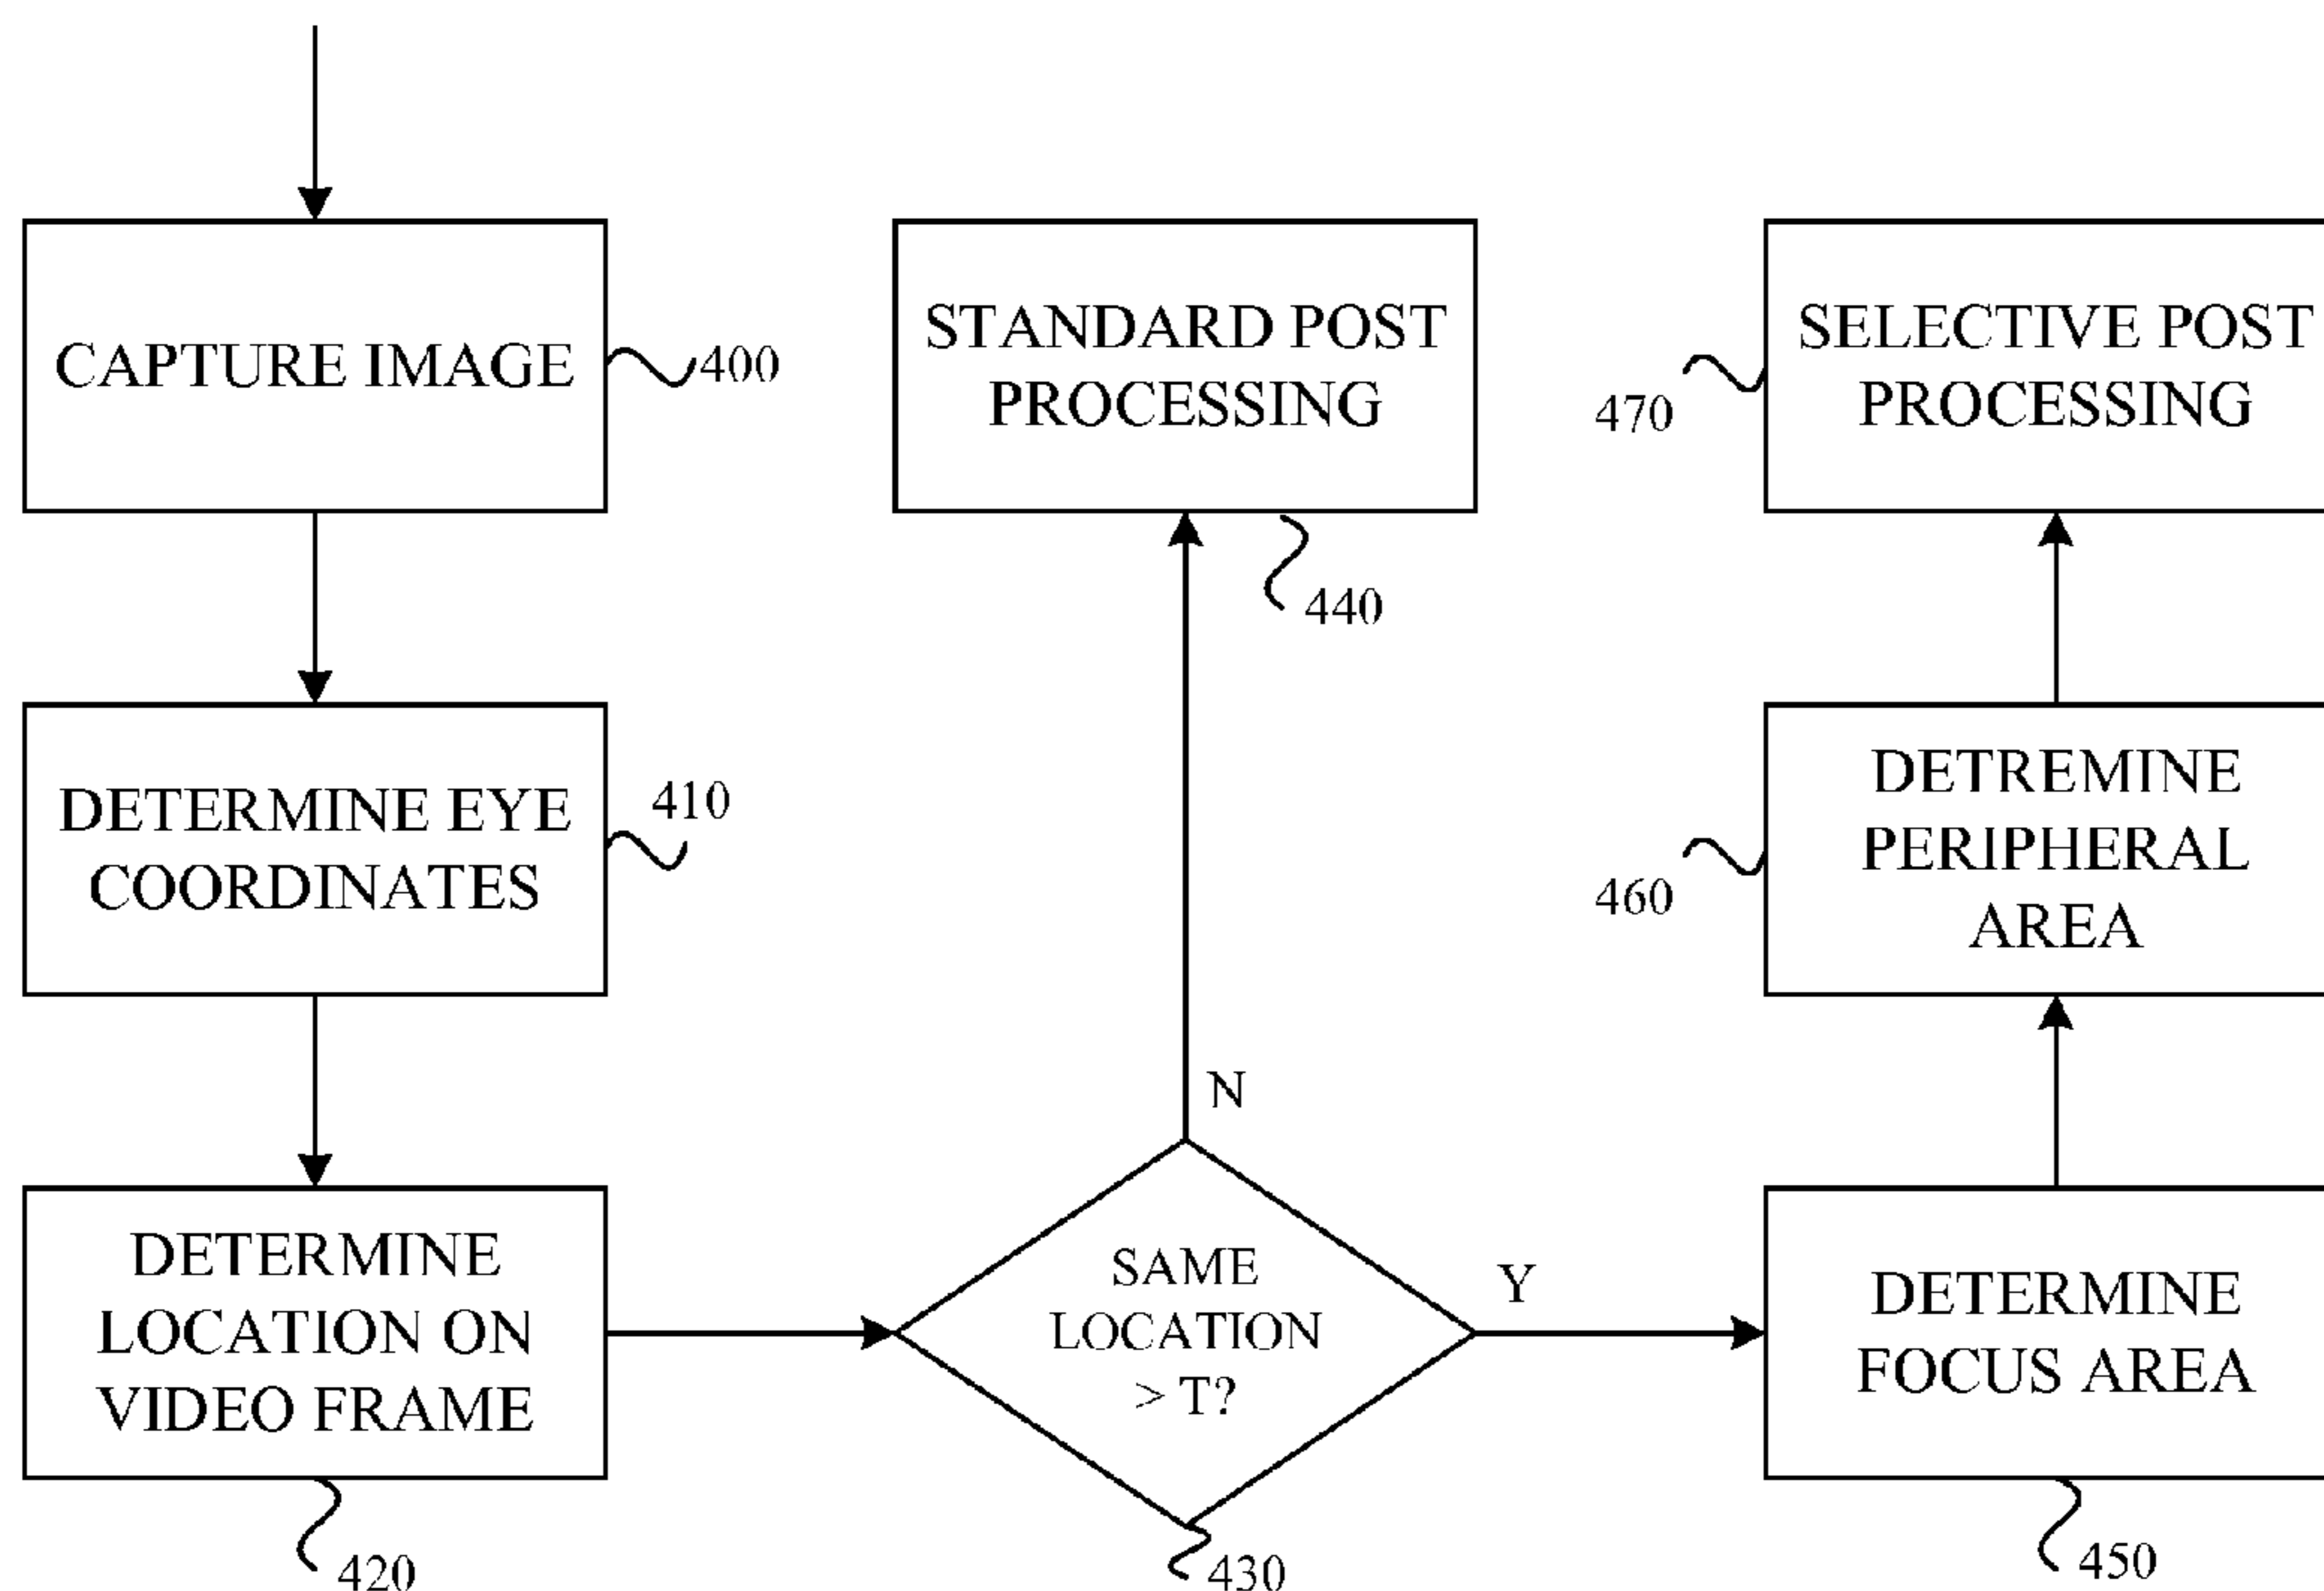 CAPTURE IMAGE
400
DETERMINE EYE
COORDINATES
410
DETERMINE
LOCATION ON
VIDEO FRAME
420
SAME
LOCATION
> T?
430
N
Y
STANDARD POST
PROCESSING
440
DETERMINE
FOCUS AREA
450
DETREMINE
PERIPHERAL
AREA
460
SELECTIVE POST
PROCESSING
470